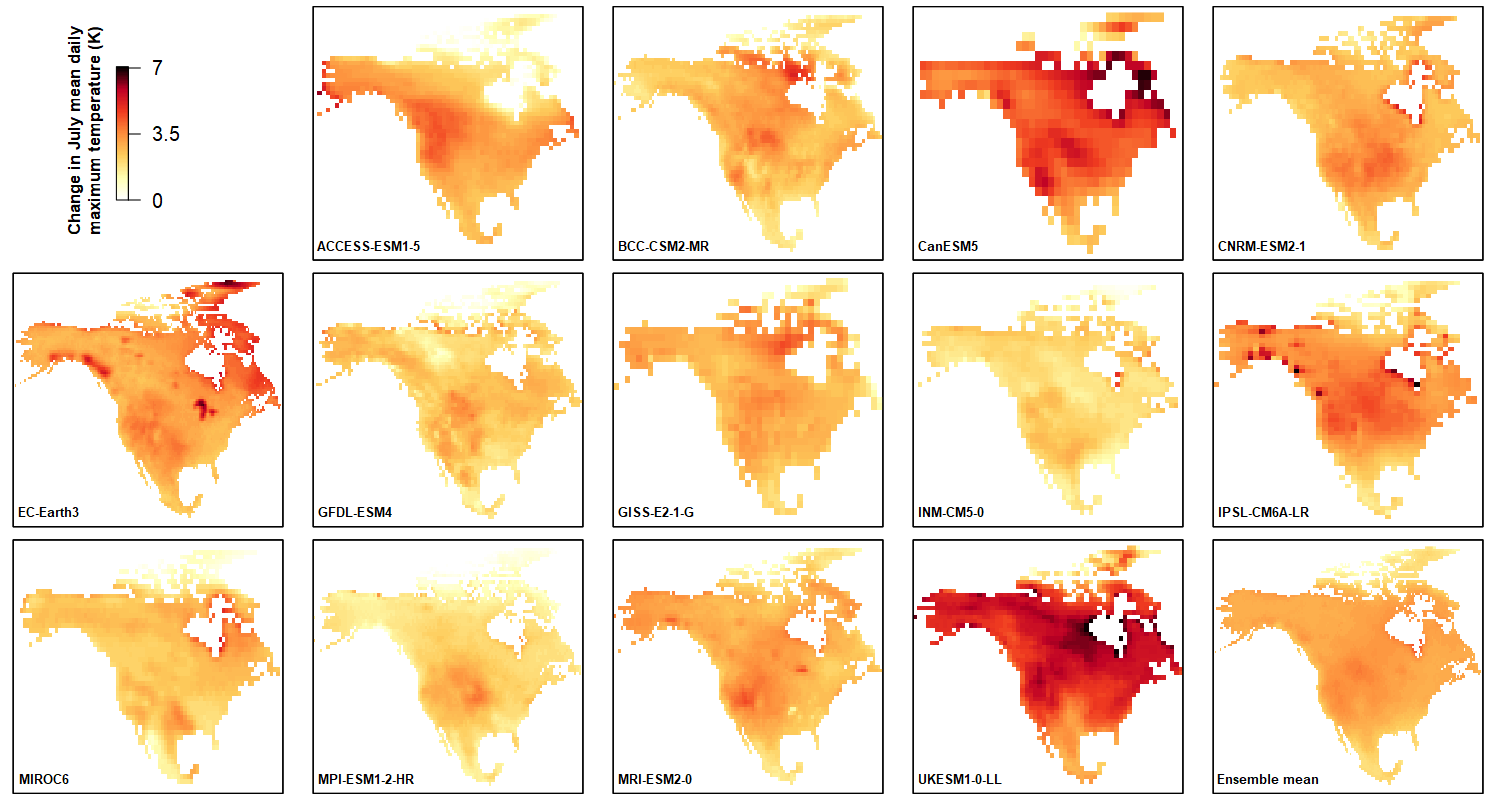 Change in July mean daily
maximum temperature (K)
7
3.5
0
ACCESS-ESM1-5
BCC-CSM2-MR
CanESM5
CNRM-ESM2-1
EC-Earth3
GFDL-ESM4
GISS-E2-1-G
INM-CM5-0
IPSL-CM6A-LR
MIROC6
MPI-ESM1-2-HR
MRI-ESM2-0
UKESM1-0-LL
Ensemble mean